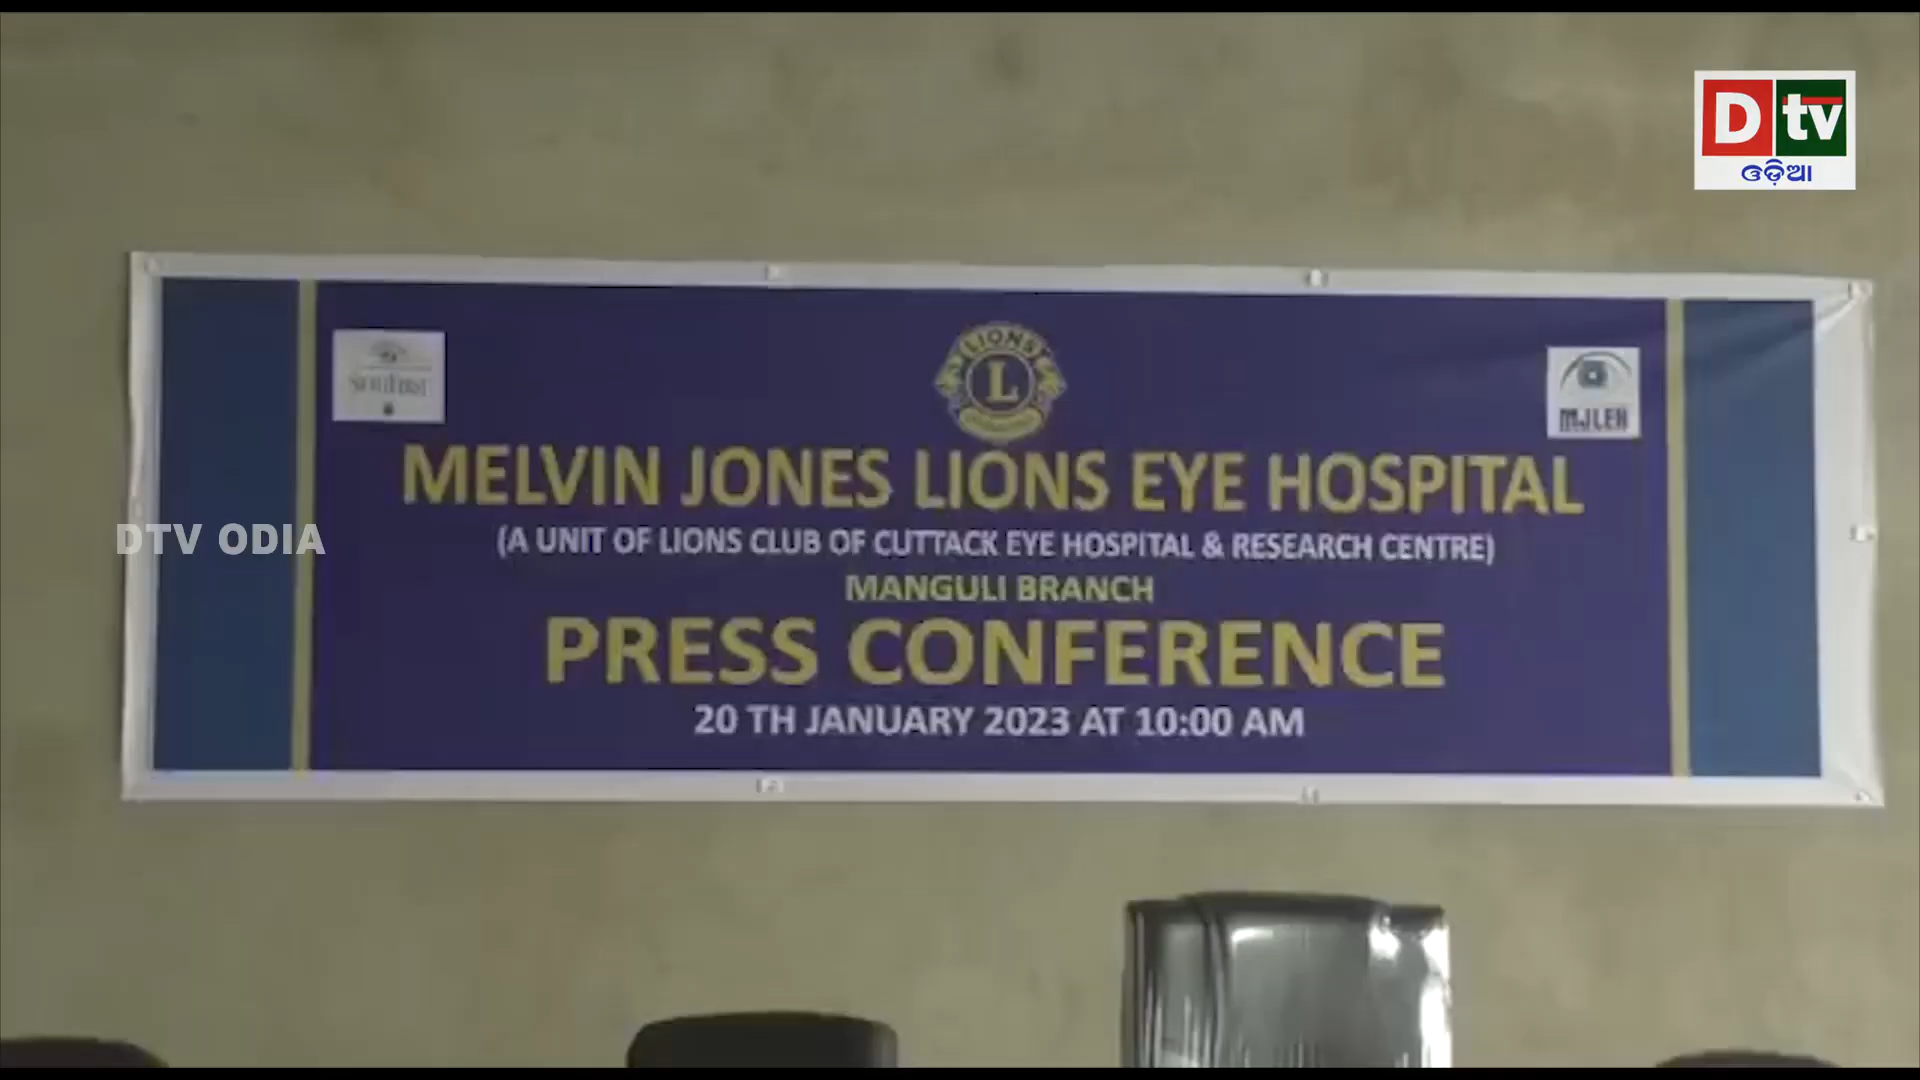 D tv
ଓଡ଼ିଆ
LIONS
L
MJLEH
MELVIN JONES LIONS EYE HOSPITAL
(A UNIT OF LIONS CLUB OF CUTTACK EYE HOSPITAL & RESEARCH CENTRE)
DTV ODIA
MANGULI BRANCH
PRESS CONFERENCE
20 TH JANUARY 2023 AT 10:00 AM